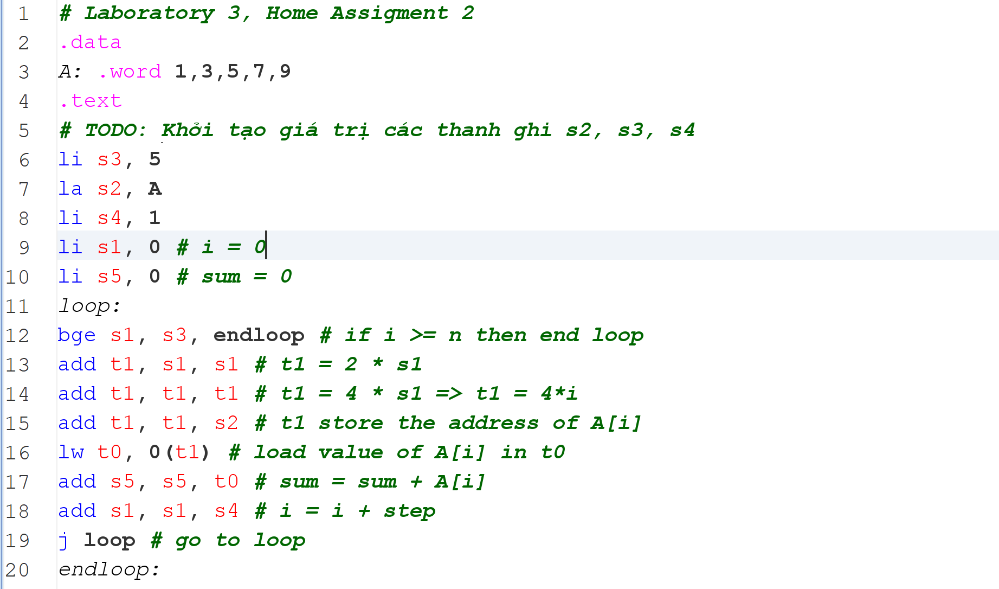 1 # Laboratory 3, Home Assigment 2
2 .data
3 A: .word 1,3,5,7,9
4 .text
5 # TODO: Khởi tạo giá trị các thanh ghi s2, s3, s4
6 li s3, 5
7 la s2, A
8 li s4, 1
9 li s1, 0 # i = 0
10 li s5, 0 # sum = 0
11 loop:
12 bge s1, s3, endloop # if i >= n then end loop
13 add t1, s1, s1 # t1 = 2 * s1
14 add t1, t1, t1 # t1 = 4 * s1 => t1 = 4*i
15 add t1, t1, s2 # t1 store the address of A[i]
16 lw t0, 0(t1) # load value of A[i] in t0
17 add s5, s5, t0 # sum = sum + A[i]
18 add s1, s1, s4 # i = i + step
19 j loop # go to loop
20 endloop: